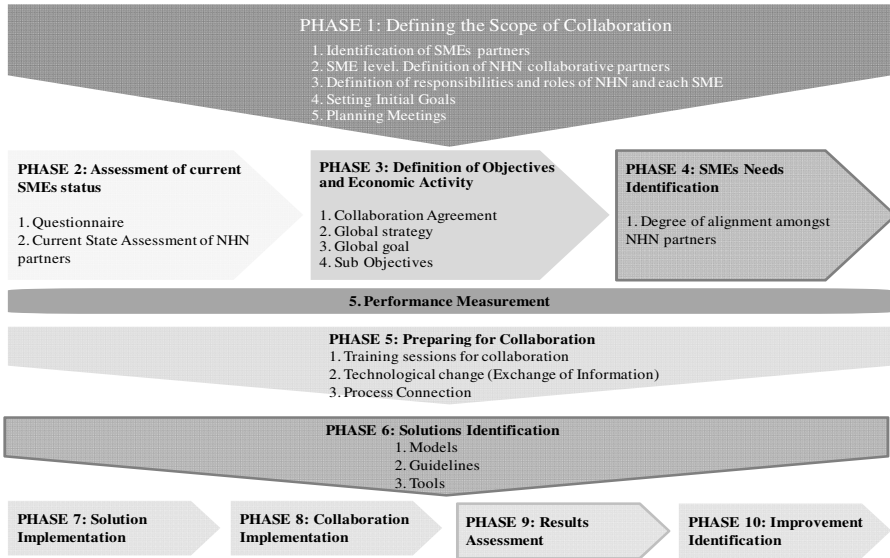 PHASE 1: Defining the Scope of Collaboration
1. Identification of SMEs partners
2. SME level. Definition of NHN collaborative partners
3. Definition of responsibilities and roles of NHN and each SME
4. Setting Initial Goals
5. Planning Meetings
PHASE 2: Assessment of current
SMEs status
1. Questionnaire
2. Current State Assessment of NHN
partners
PHASE 3: Definition of Objectives
and Economic Activity
1. Collaboration Agreement
2. Global strategy
3. Global goal
4. Sub Objectives
PHASE 4: SMEs Needs
Identification
1. Degree of alignment amongst
NHN partners
5. Performance Measurement
PHASE 5: Preparing for Collaboration
1. Training sessions for collaboration
2. Technological change (Exchange of Information)
3. Process Connection
PHASE 6: Solutions Identification
1. Models
2. Guidelines
3. Tools
PHASE 7: Solution
Implementation
PHASE 8: Collaboration
Implementation
PHASE 9: Results
Assessment
PHASE 10: Improvement
Identification